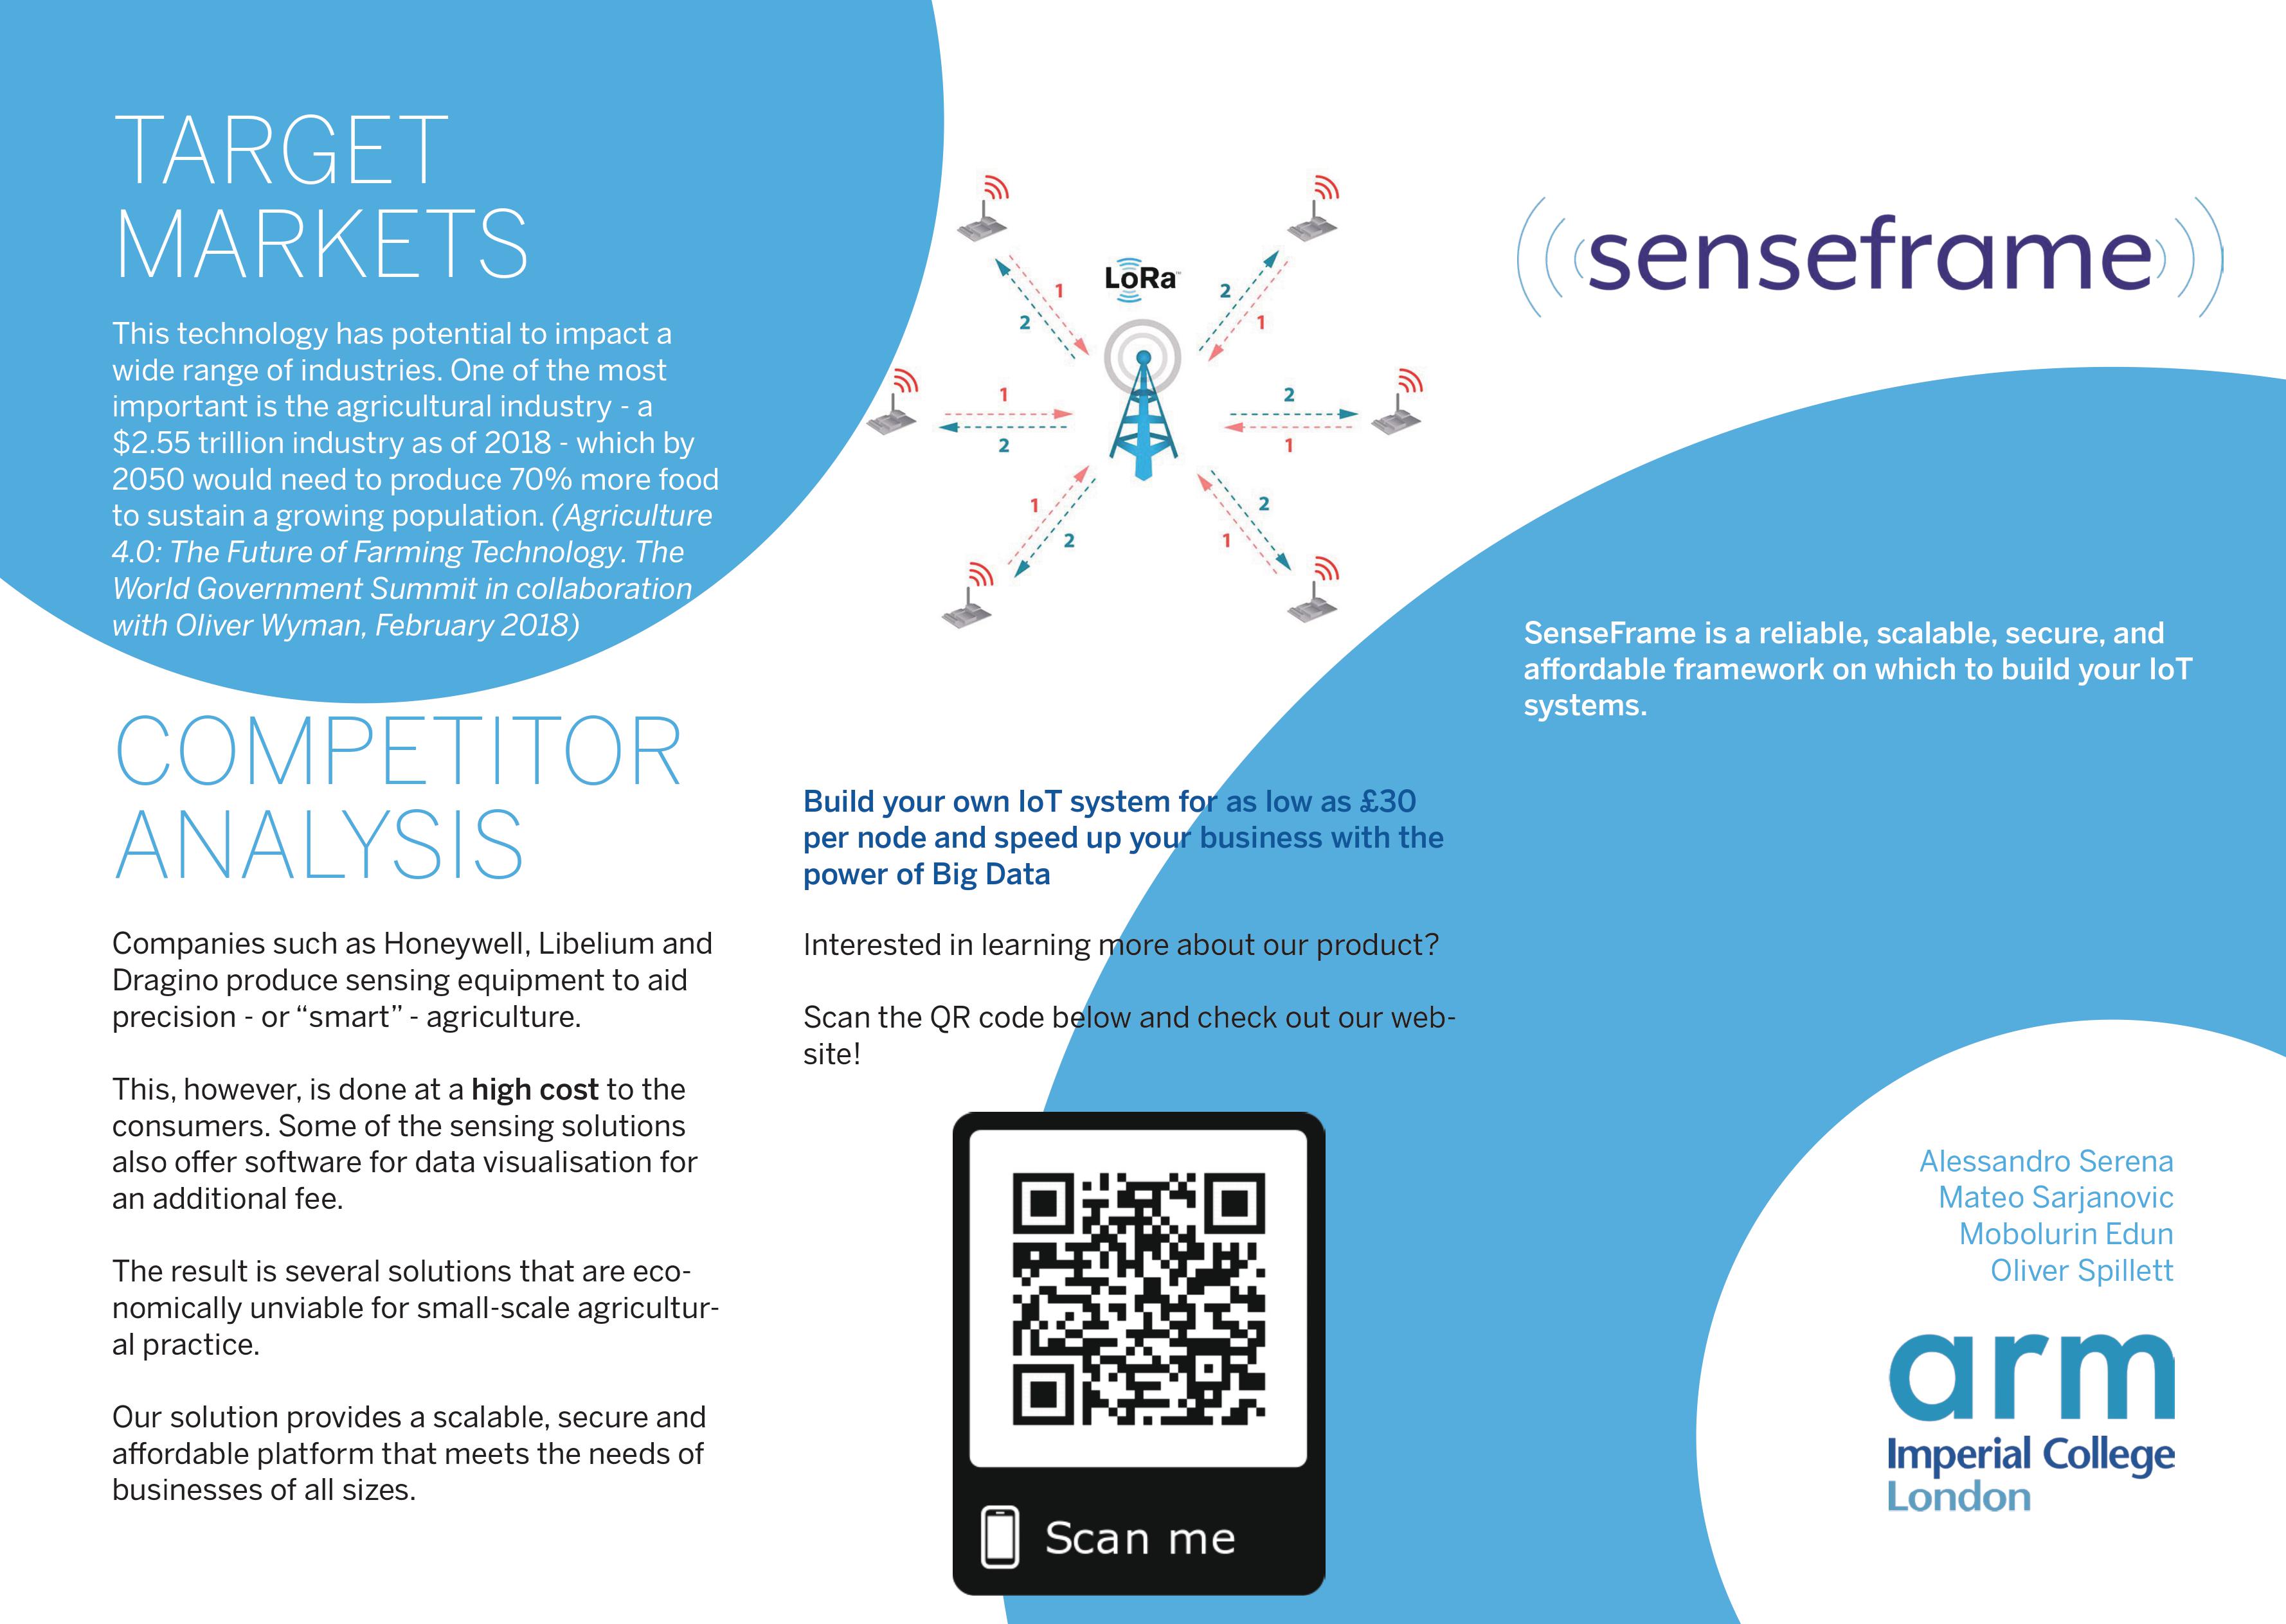 TARGET
MARKETS
This technology has potential to impact a
wide range of industries. One of the most
important is the agricultural industry - a
$2.55 trillion industry as of 2018 - which by
2050 would need to produce 70% more food
to sustain a growing population. (Agriculture
4.0: The Future of Farming Technology. The
World Government Summit in collaboration
with Oliver Wyman, February 2018)
COMPETITOR
ANALYSIS
Companies such as Honeywell, Libelium and
Dragino produce sensing equipment to aid
precision - or “smart” - agriculture.
This, however, is done at a high cost to the
consumers. Some of the sensing solutions
also offer software for data visualisation for
an additional fee.
The result is several solutions that are eco-
nomically unviable for small-scale agricultur-
al practice.
Our solution provides a scalable, secure and
affordable platform that meets the needs of
businesses of all sizes.
LoRa™
1
2
2
1
1
2
2
1
1
2
2
1
Build your own IoT system for as low as £30
per node and speed up your business with the
power of Big Data
Interested in learning more about our product?
Scan the QR code below and check out our web-
site!
Scan me
senseframe
SenseFrame is a reliable, scalable, secure, and
affordable framework on which to build your IoT
systems.
Alessandro Serena
Mateo Sarjanovic
Mobolurin Edun
Oliver Spillett
arm
Imperial College
London